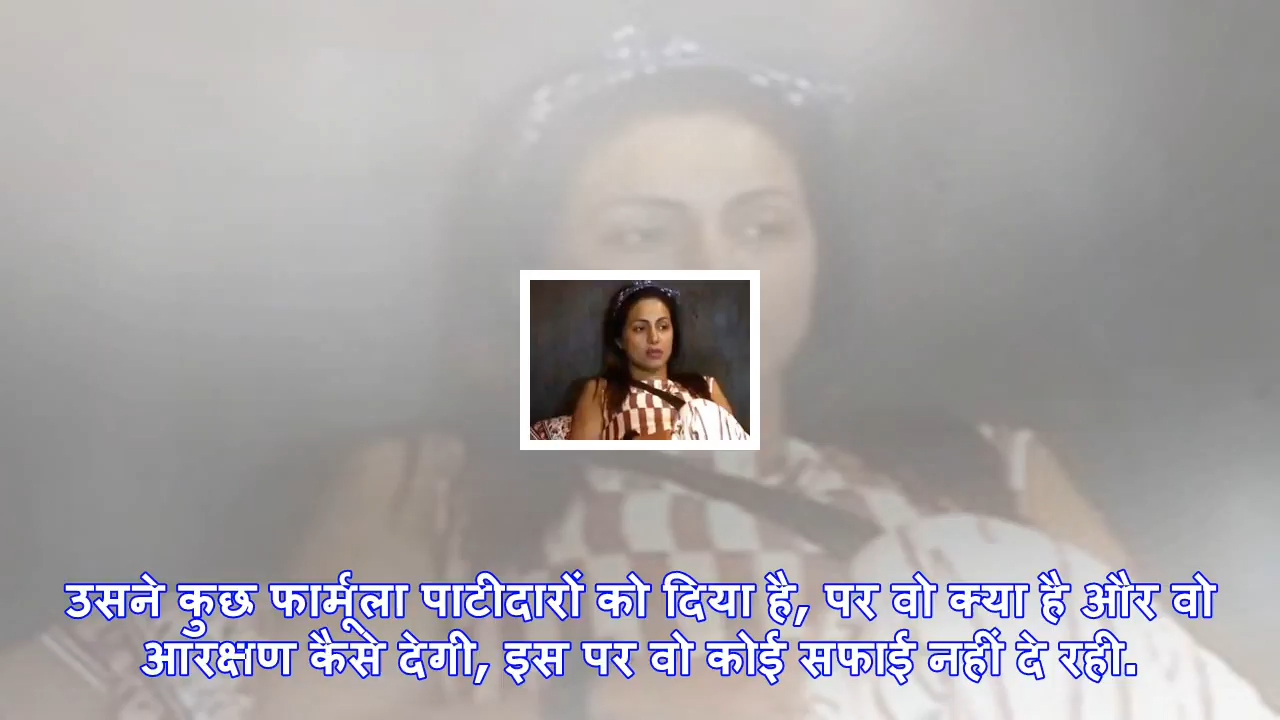 उसने कुछ फार्मूला पाटीदारों को दिया है, पर वो क्या है और वो
आरक्षण कैसे देगी, इस पर वो कोई सफाई नहीं दे रही.